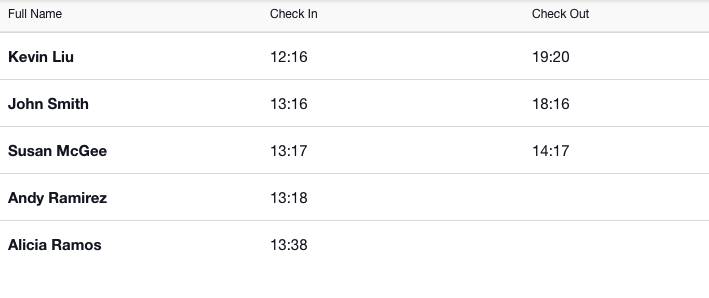 Full Name Check In Check Out
Kevin Liu 12:16 19:20
John Smith 13:16 18:16
Susan McGee 13:17 14:17
Andy Ramirez 13:18
Alicia Ramos 13:38